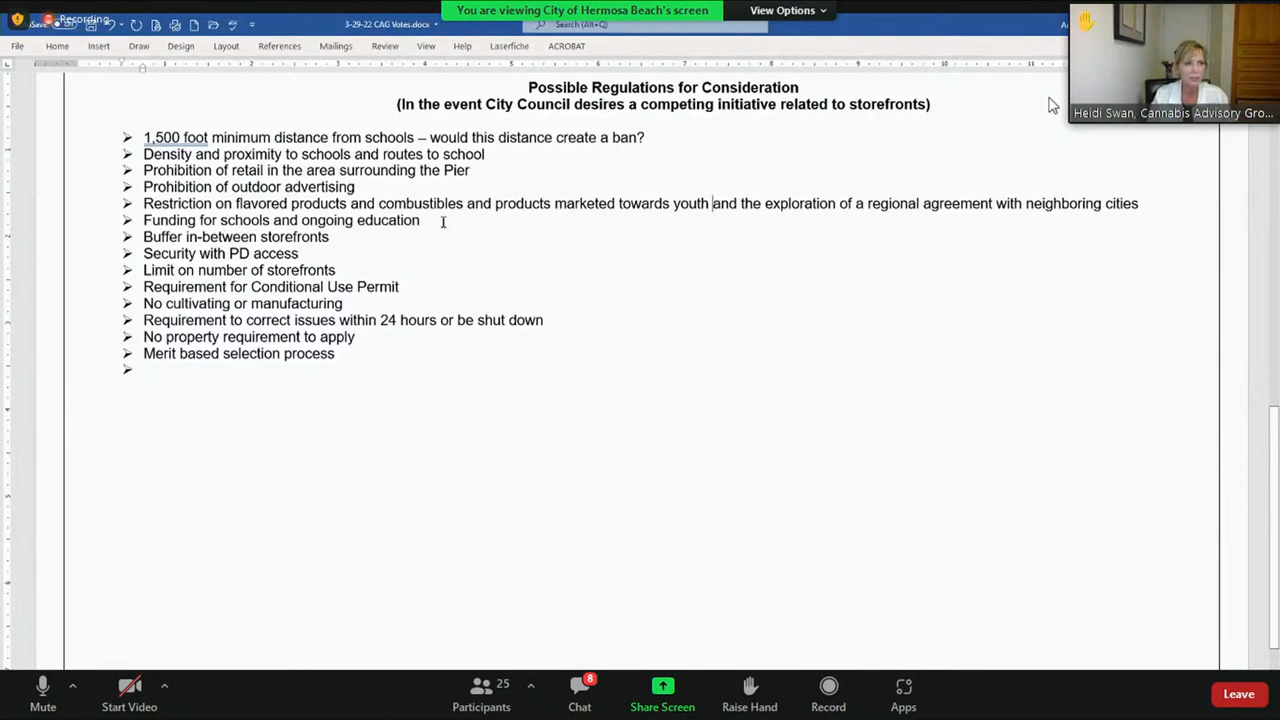 You are viewing City of Hermosa Beach's screen
View Options
Recording
3-29-22 CAG Votes.docx
Search (Alt+Q)
File Home Insert Draw Design Layout References Mailings Review View Help Laserfiche ACROBAT
Heidi Swan, Cannabis Advisory Gro...
Possible Regulations for Consideration
(In the event City Council desires a competing initiative related to storefronts)
1,500 foot minimum distance from schools – would this distance create a ban?
Density and proximity to schools and routes to school
Prohibition of retail in the area surrounding the Pier
Prohibition of outdoor advertising
Restriction on flavored products and combustibles and products marketed towards youth and the exploration of a regional agreement with neighboring cities
Funding for schools and ongoing education
Buffer in-between storefronts
Security with PD access
Limit on number of storefronts
Requirement for Conditional Use Permit
No cultivating or manufacturing
Requirement to correct issues within 24 hours or be shut down
No property requirement to apply
Merit based selection process
Mute Start Video Participants 25 Chat 8 Share Screen Raise Hand Record Apps Leave